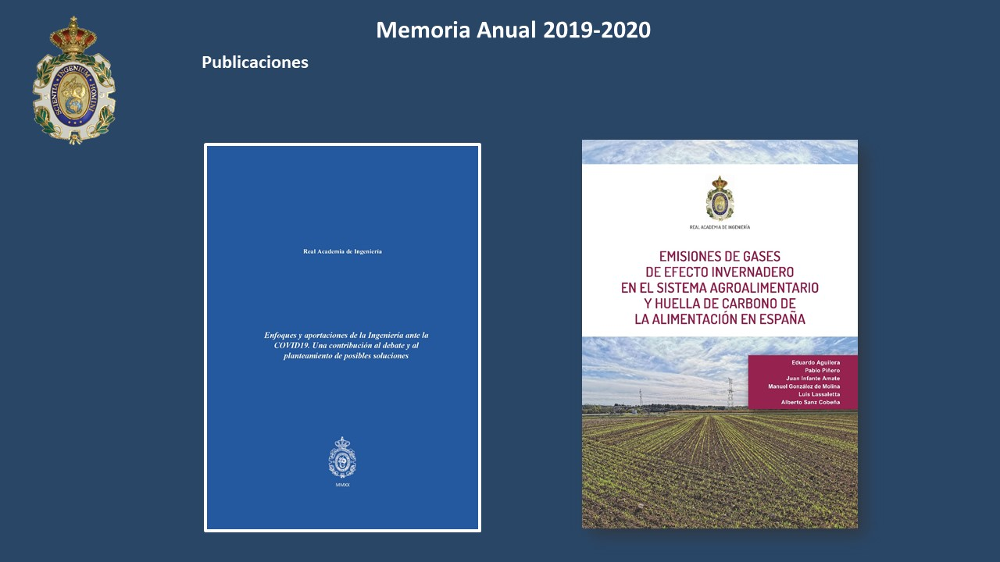 Memoria Anual 2019-2020
Publicaciones
SCIENTIA · INGENIUM · HOMINI
Real Academia de Ingeniería
Enfoques y aportaciones de la Ingeniería ante la
COVID19. Una contribución al debate y al
planteamiento de posibles soluciones
MMXX
REAL ACADEMIA DE INGENIERÍA
EMISIONES DE GASES
DE EFECTO INVERNADERO
EN EL SISTEMA AGROALIMENTARIO
Y HUELLA DE CARBONO DE
LA ALIMENTACIÓN EN ESPAÑA
Eduardo Aguilera
Pablo Piñero
Juan Infante Amate
Manuel González de Molina
Luis Lassaletta
Alberto Sanz Cobeña